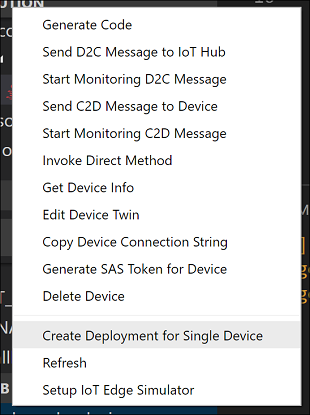 Generate Code
Send D2C Message to IoT Hub
Start Monitoring D2C Message
Send C2D Message to Device
Start Monitoring C2D Message
Invoke Direct Method
Get Device Info
Edit Device Twin
Copy Device Connection String
Generate SAS Token for Device
Delete Device
Create Deployment for Single Device
Refresh
Setup IoT Edge Simulator